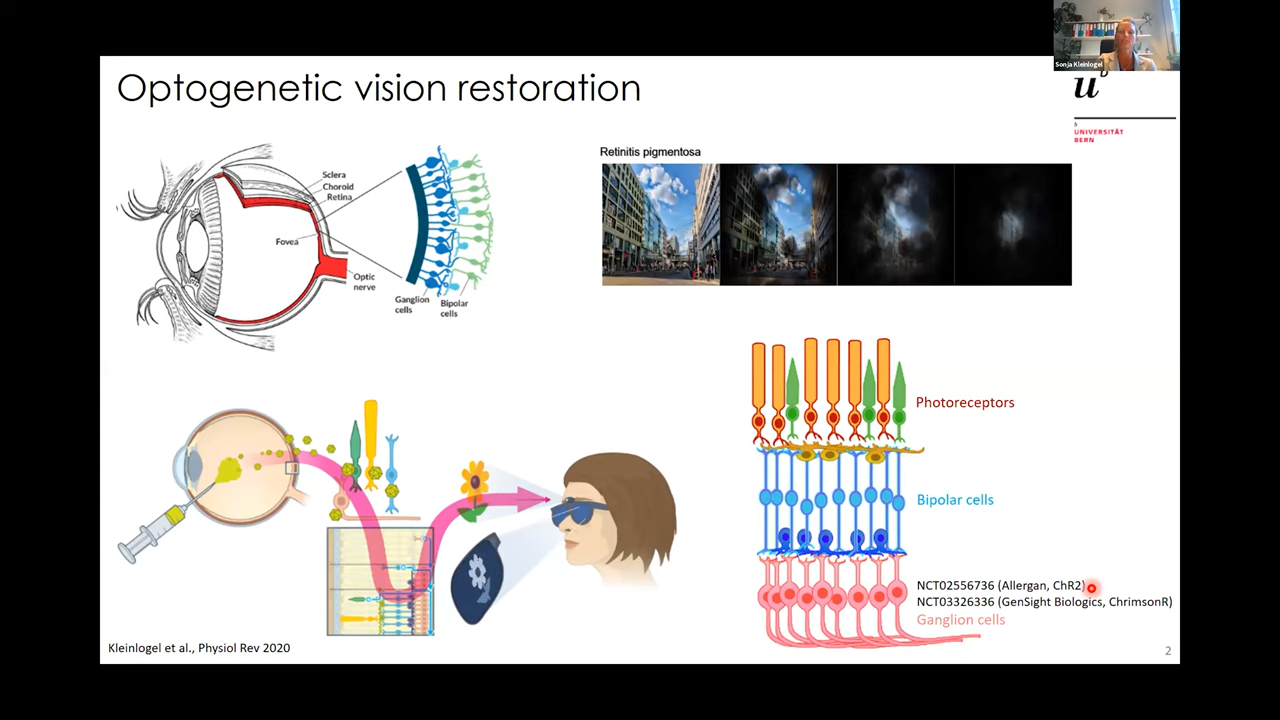 Sonja Kleinlogel
Optogenetic vision restoration
u
b
b
UNIVERSITÄT
BERN
Sclera
Choroid
Retina
Fovea
Optic
nerve
Ganglion
cells
Bipolar
cells
Retinitis pigmentosa
Photoreceptors
Bipolar cells
NCT02556736 (Allergan, ChR2)
NCT03326336 (GenSight Biologics, ChrimsonR)
Ganglion cells
Kleinlogel et al., Physiol Rev 2020
2